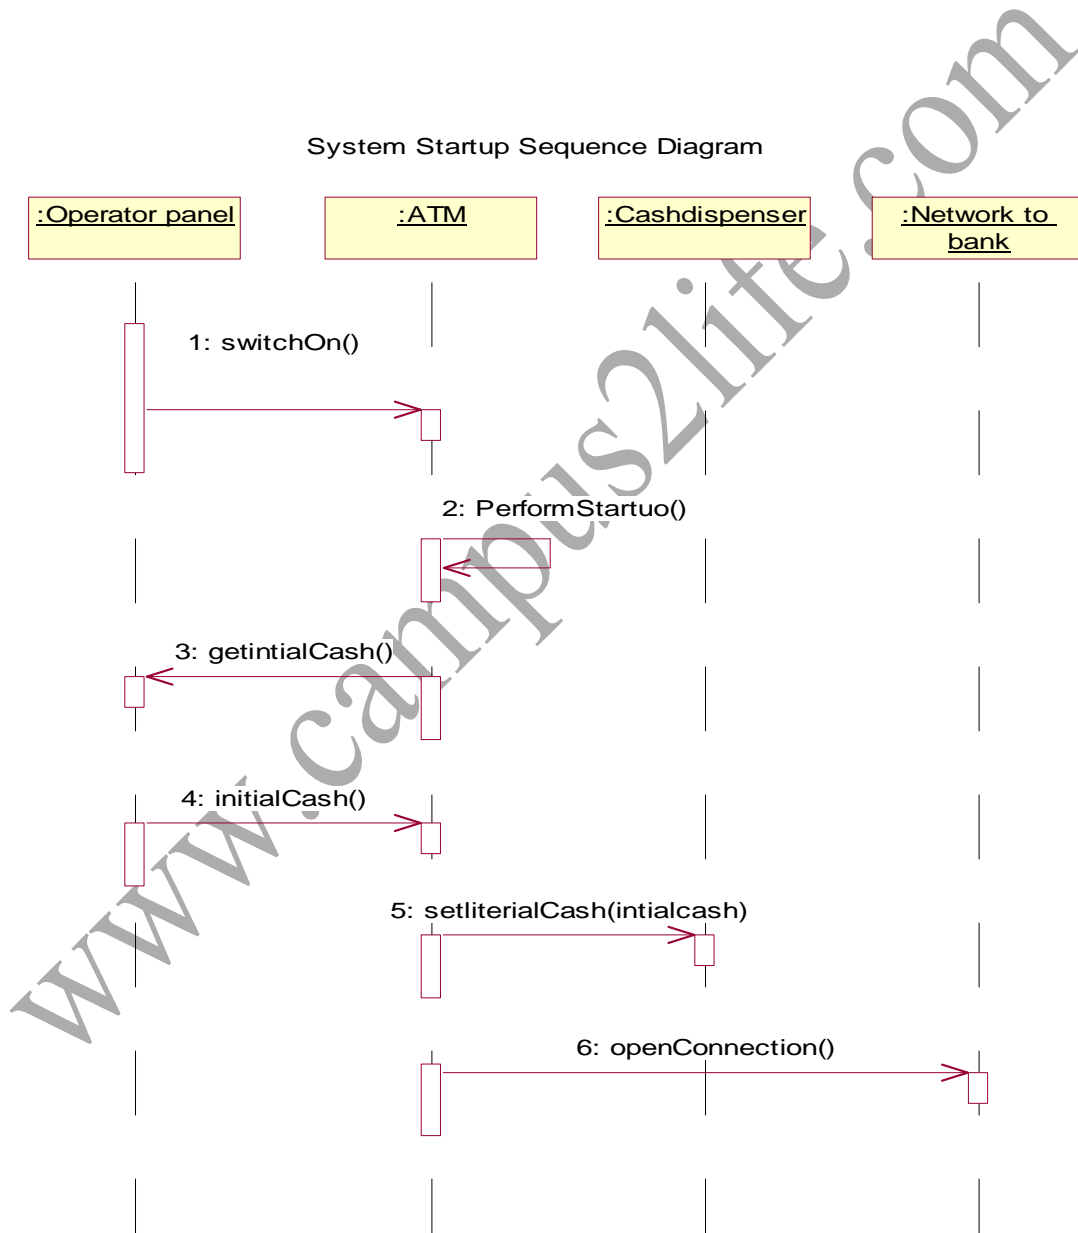 System Startup Sequence Diagram
:Operator panel
:ATM
:Cashdispenser
:Network to
bank
1: switchOn()
2: PerformStartuo()
3: getintialCash()
4: initialCash()
5: setIiterialCash(intialcash)
6: openConnection()
www.campus2life.com